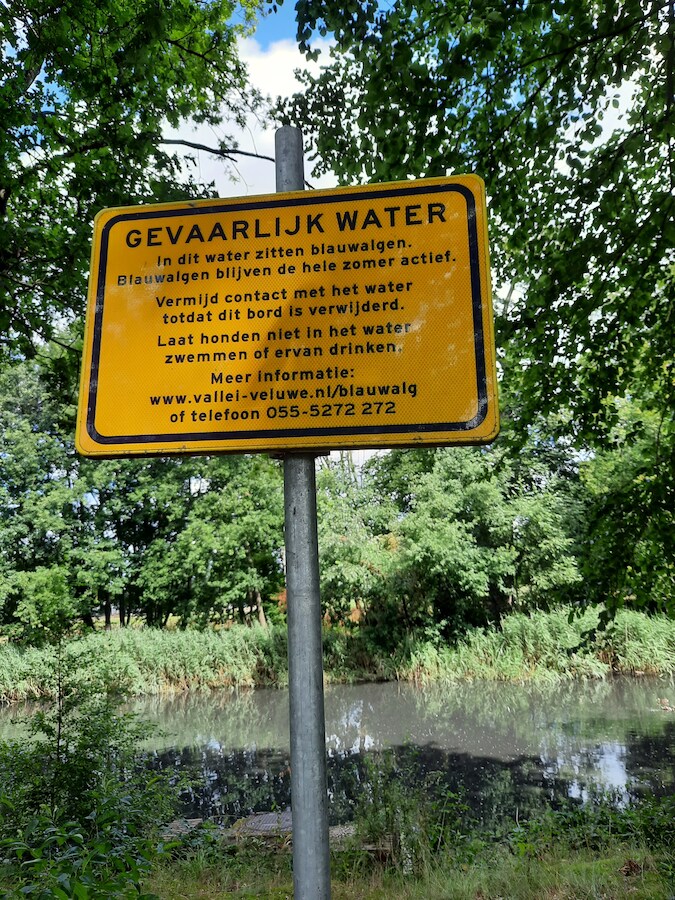 GEVAARLIJK WATER
In dit water zitten blauwalgen.
Blauwalgen blijven de hele zomer actief.
Vermijd contact met het water
totdat dit bord is verwijderd.
Laat honden niet in het water
zwemmen of ervan drinken.
Meer informatie:
www.vallei-veluwe.nl/blauwalg
of telefoon 055-5272 272